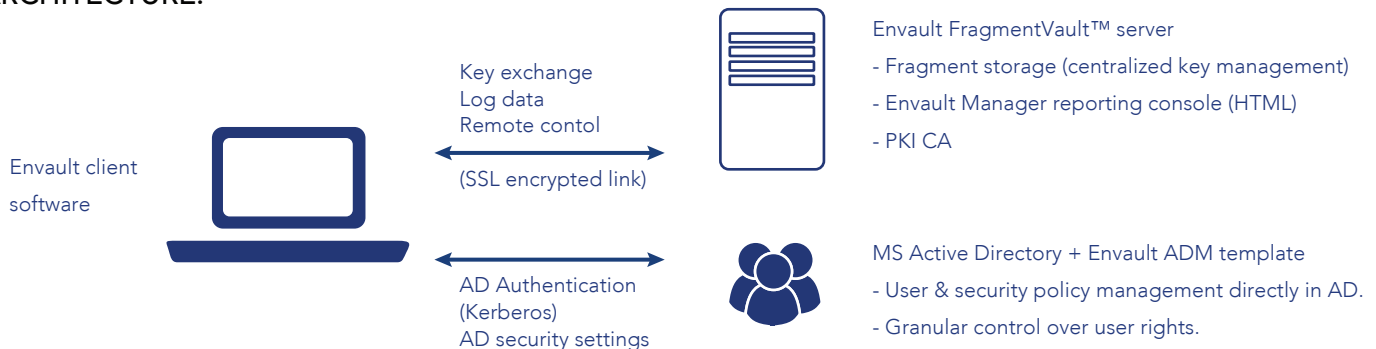 ARCHITECTURE:
Envault client
software
Key exchange
Log data
Remote contol
(SSL encrypted link)
AD Authentication
(Kerberos)
AD security settings
Envault FragmentVault™ server
- Fragment storage (centralized key management)
- Envault Manager reporting console (HTML)
- PKI CA
MS Active Directory + Envault ADM template
- User & security policy management directly in AD.
- Granular control over user rights.